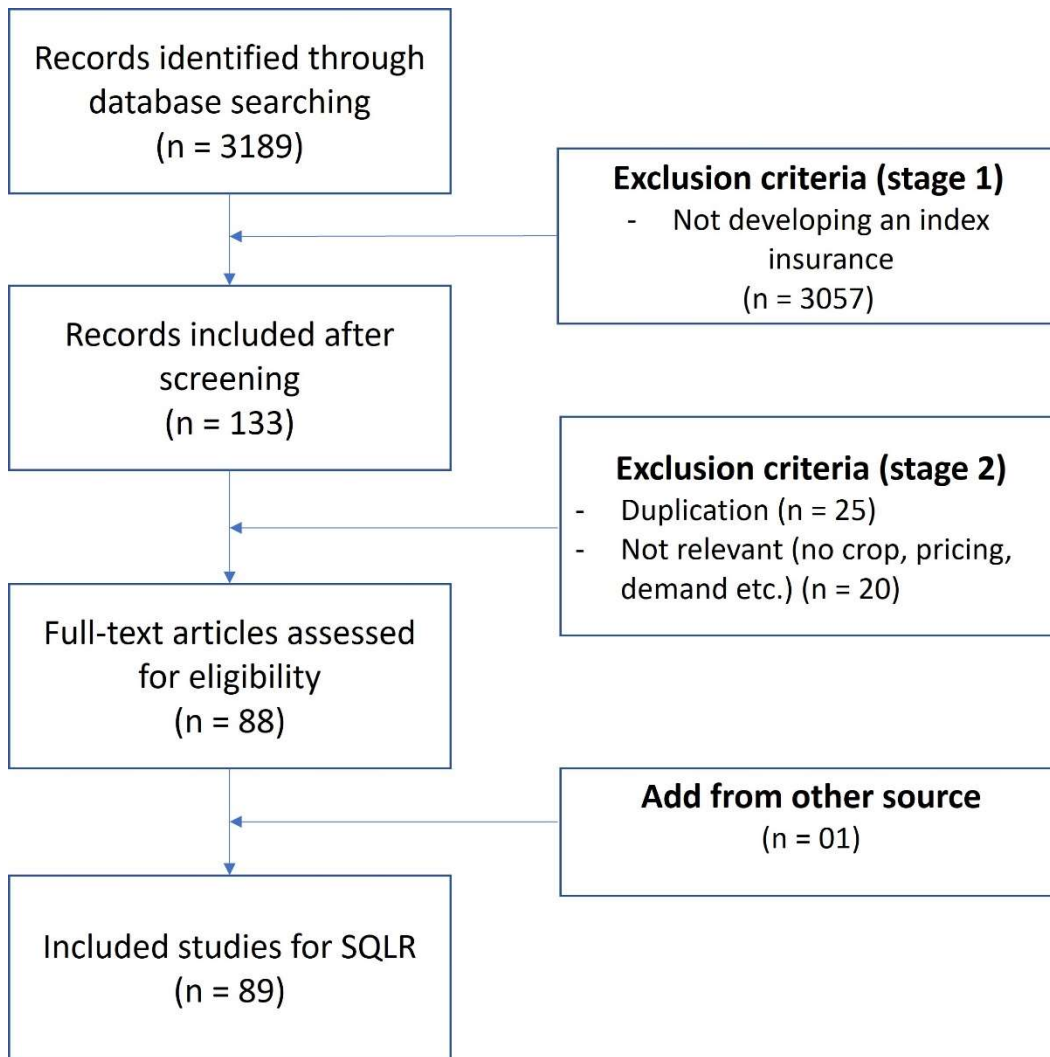 Records identified through
database searching
(n = 3189)
Exclusion criteria (stage 1)
- Not developing an index
insurance
(n = 3057)
Records included after
screening
(n = 133)
Exclusion criteria (stage 2)
- Duplication (n = 25)
- Not relevant (no crop, pricing,
demand etc.) (n = 20)
Full-text articles assessed
for eligibility
(n = 88)
Add from other source
(n = 01)
Included studies for SQLR
(n = 89)